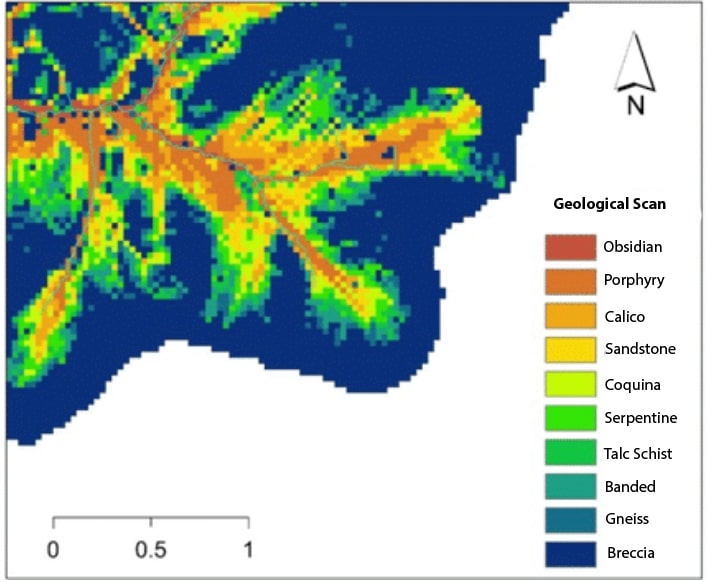 N
Geological Scan
Obsidian
Porphyry
Calico
Sandstone
Coquina
Serpentine
Talc Schist
Banded
Gneiss
Breccia
0 0.5 1